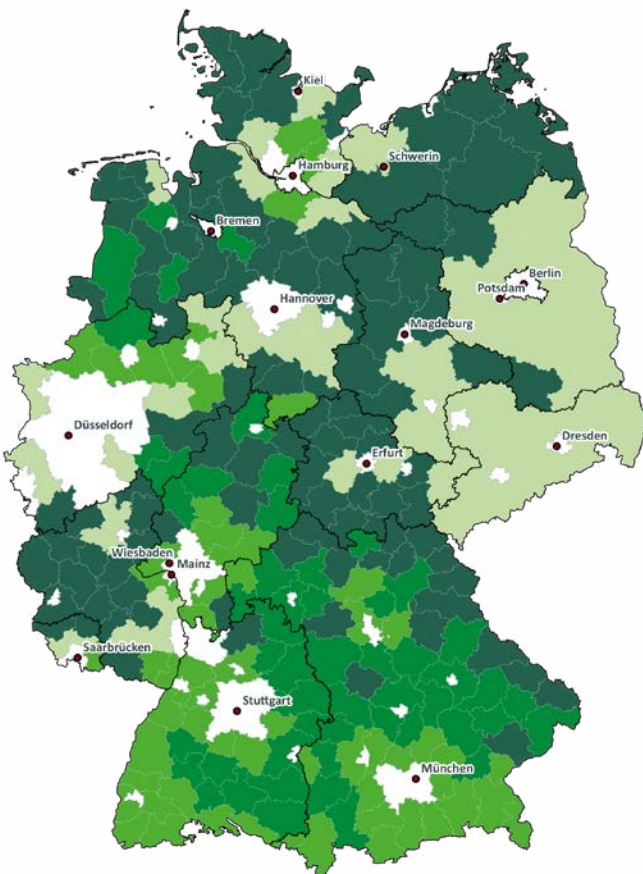 Kiel
Schwerin
Hamburg
Bremen
Berlin
Potsdam
Hannover
Magdeburg
Düsseldorf
Erfurt
Dresden
Wiesbaden
Mainz
Saarbrücken
Stuttgart
München